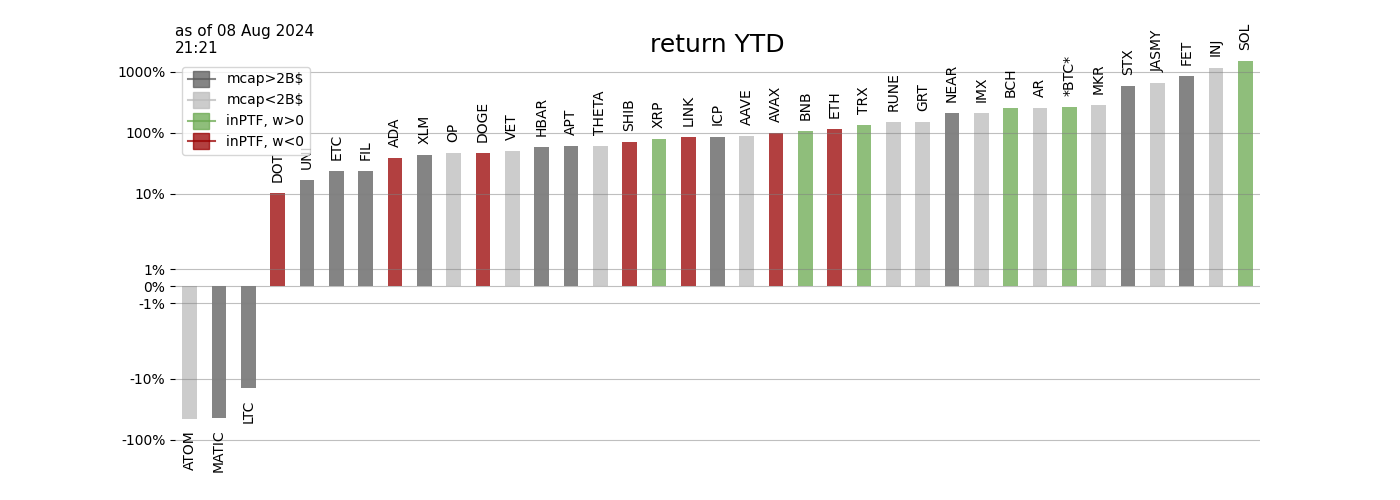 as of 08 Aug 2024
21:21
return YTD
mcap>2B$
mcap<2B$
inPTF, w>0
inPTF, w<0
1000%
100%
10%
1%
0%
-1%
-10%
-100%
ATOM
MATIC
LTC
DOT
ETC
FIL
ADA
XLM
OP
DOGE
VET
HBAR
APT
THETA
SHIB
XRP
LINK
ICP
AAVE
AVAX
BNB
ETH
TRX
RUNE
GRT
NEAR
IMX
BCH
AR
*BTC*
MKR
STX
JASMY
FET
INJ
SOL